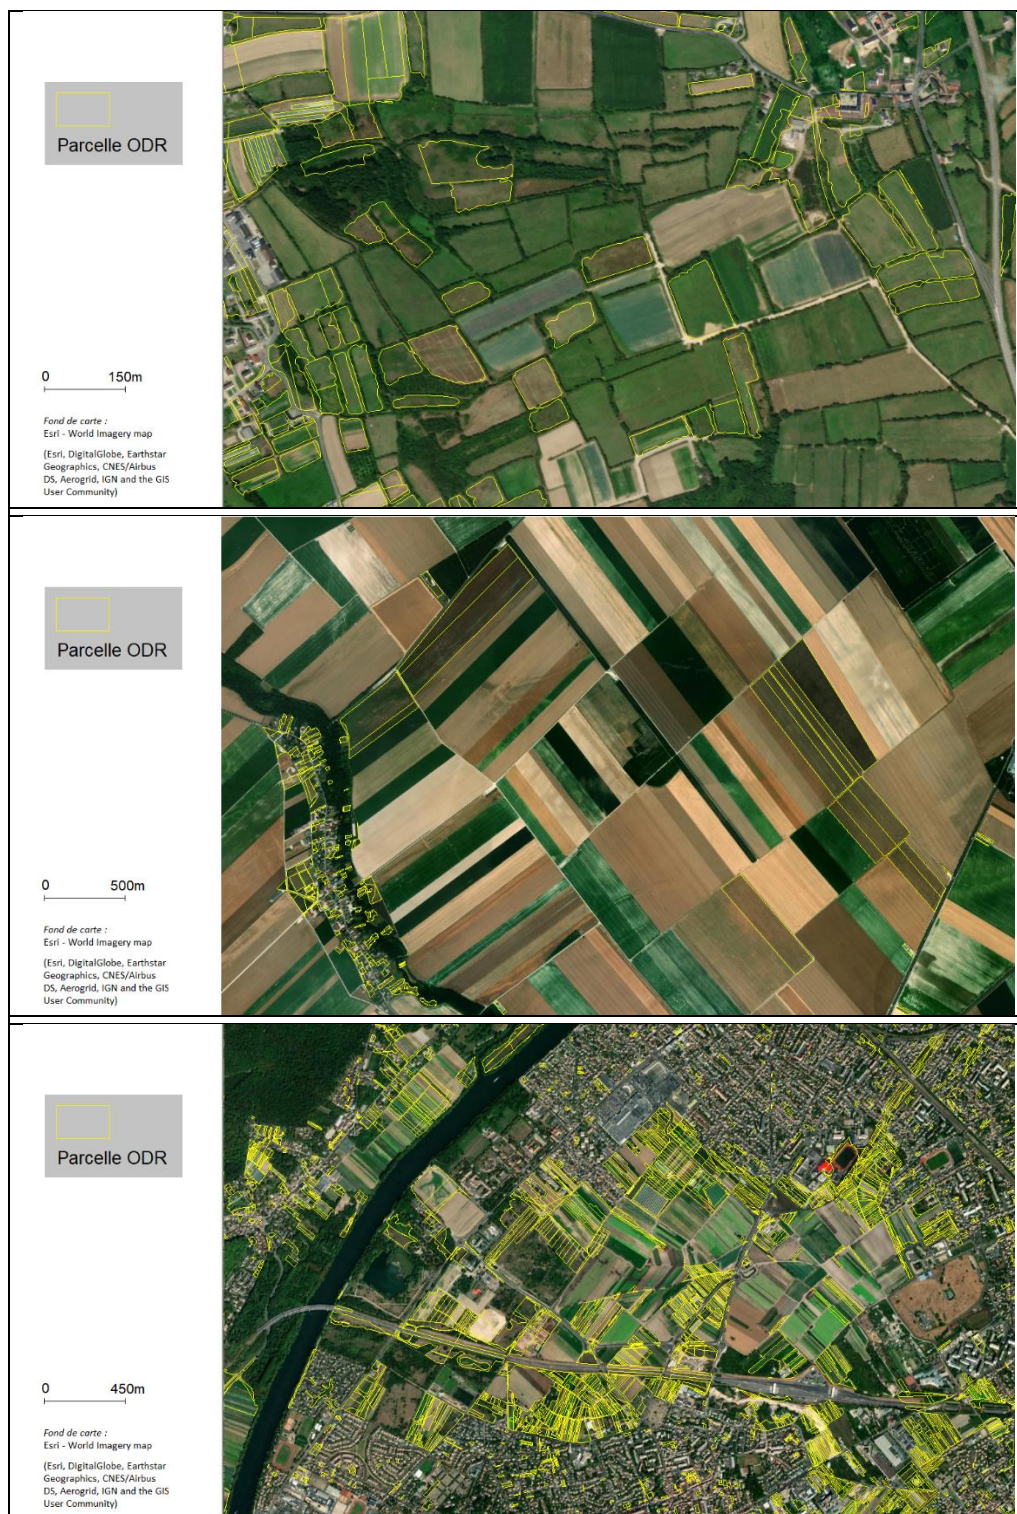 Parcelle ODR
0 150m
Fond de carte :
Esri - World Imagery map
(Esri, DigitalGlobe, Earthstar
Geographics, CNES/Airbus
DS, Aerogrid, IGN and the GIS
User Community)
Parcelle ODR
0 500m
Fond de carte :
Esri - World Imagery map
(Esri, DigitalGlobe, Earthstar
Geographics, CNES/Airbus
DS, Aerogrid, IGN and the GIS
User Community)
Parcelle ODR
0 450m
Fond de carte :
Esri - World Imagery map
(Esri, DigitalGlobe, Earthstar
Geographics, CNES/Airbus
DS, Aerogrid, IGN and the GIS
User Community)